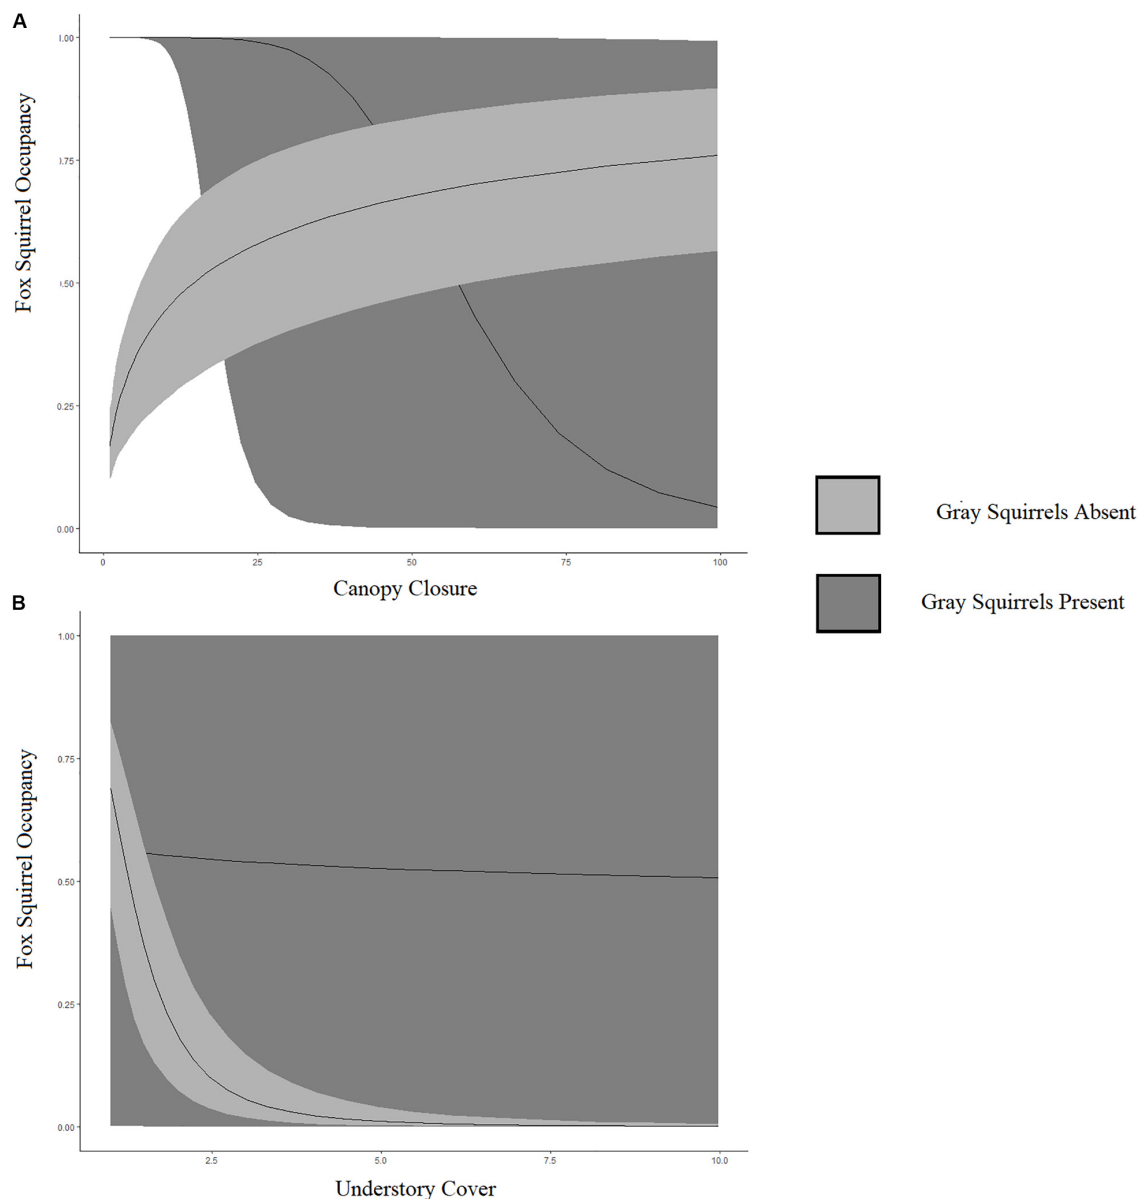 A
1.00
0.75
0.50
0.25
0.00
Fox Squirrel Occupancy
0
25
50
75
100
Canopy Closure
Gray Squirrels Absent
Gray Squirrels Present
B
1.00
0.75
0.50
0.25
0.00
Fox Squirrel Occupancy
2.5
5.0
7.5
10.0
Understory Cover